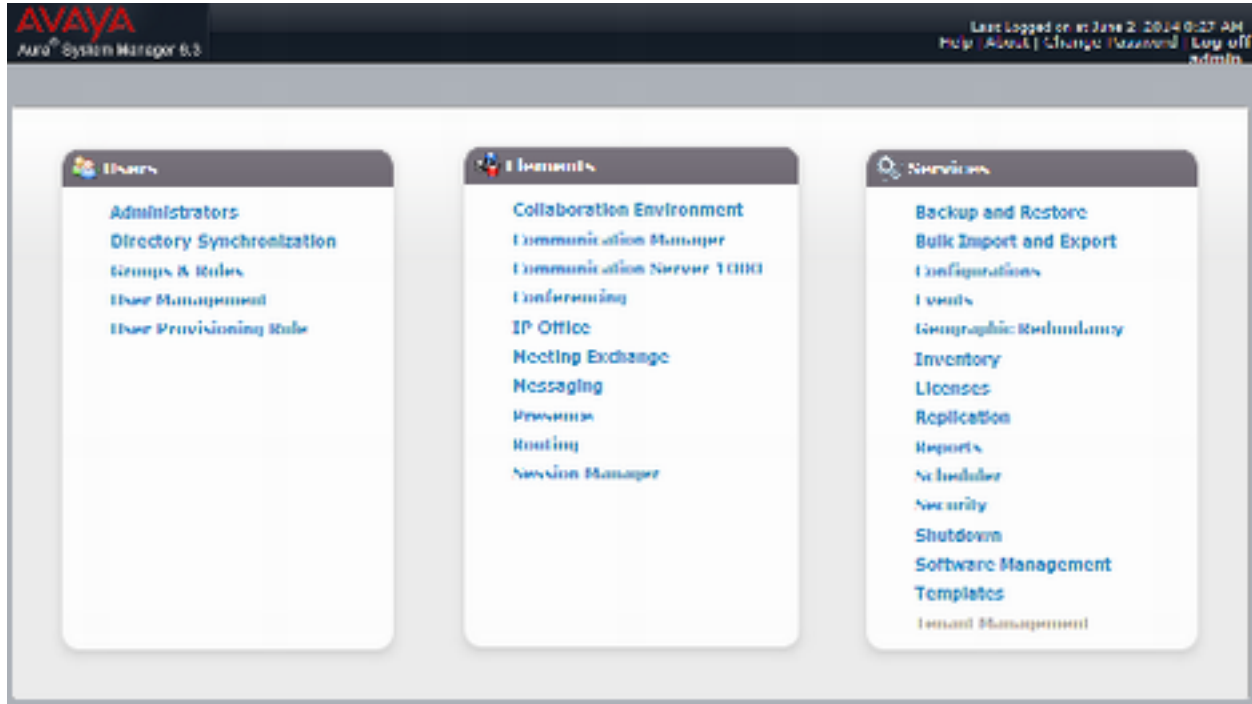 AVAYA
Aura® System Manager 6.3
Last Logged on at June 2, 2014 8:27 AM
Help | About | Change Password | Log off
admin
Users
Administrators
Directory Synchronization
Groups & Roles
User Management
User Provisioning Rule
Elements
Collaboration Environment
Communication Manager
Communication Server 1000
Conferencing
IP Office
Meeting Exchange
Messaging
Presence
Routing
Session Manager
Services
Backup and Restore
Bulk Import and Export
Configurations
Events
Geographic Redundancy
Inventory
Licenses
Replication
Reports
Scheduler
Security
Shutdown
Software Management
Templates
Tenant Management